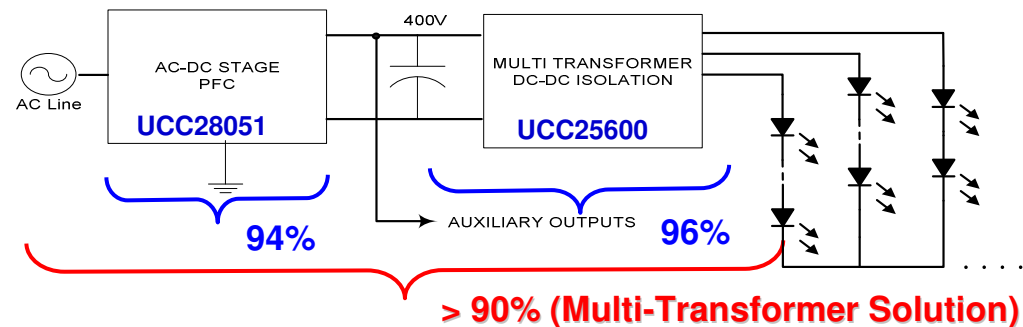 400V
AC Line
AC-DC STAGE
PFC
UCC28051
MULTI TRANSFORMER
DC-DC ISOLATION
UCC25600
94%
AUXILIARY OUTPUTS
96%
. . . .
> 90% (Multi-Transformer Solution)